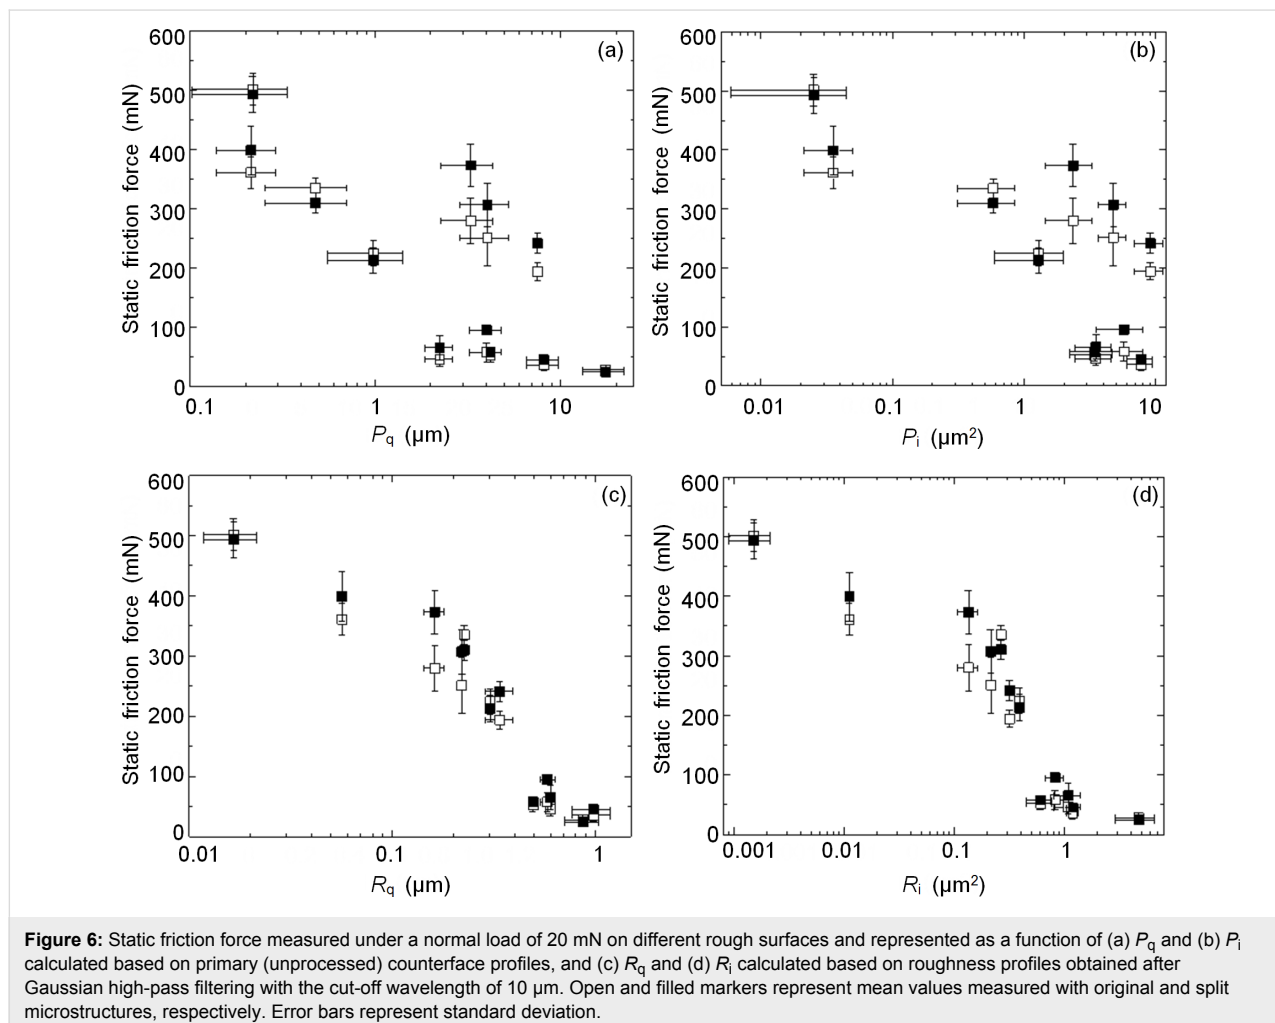 (a)
600
500
400
300
200
100
0
Static friction force (mN)
0.1 1 10
Pq (µm)
(b)
600
500
400
300
200
100
0
Static friction force (mN)
0.01 0.1 1 10
Pi (µm²)
(c)
600
500
400
300
200
100
0
Static friction force (mN)
0.01 0.1 1
Rq (µm)
(d)
600
500
400
300
200
100
0
Static friction force (mN)
0.001 0.01 0.1 1
Ri (µm²)
Figure 6: Static friction force measured under a normal load of 20 mN on different rough surfaces and represented as a function of (a) Pq and (b) Pi
calculated based on primary (unprocessed) counterface profiles, and (c) Rq and (d) Ri calculated based on roughness profiles obtained after
Gaussian high-pass filtering with the cut-off wavelength of 10 µm. Open and filled markers represent mean values measured with original and split
microstructures, respectively. Error bars represent standard deviation.